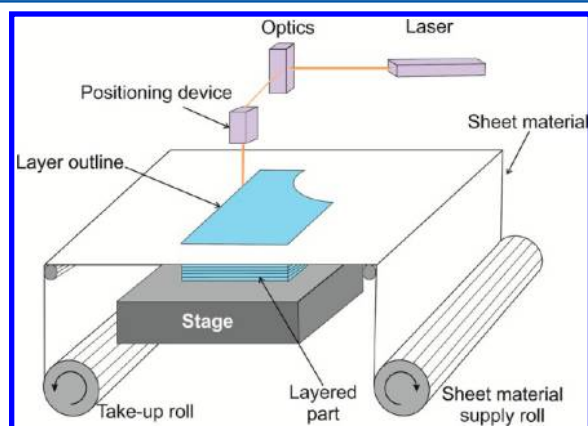 Optics
Laser
Positioning device
Sheet material
Layer outline
Stage
Layered
part
Take-up roll
Sheet material
supply roll